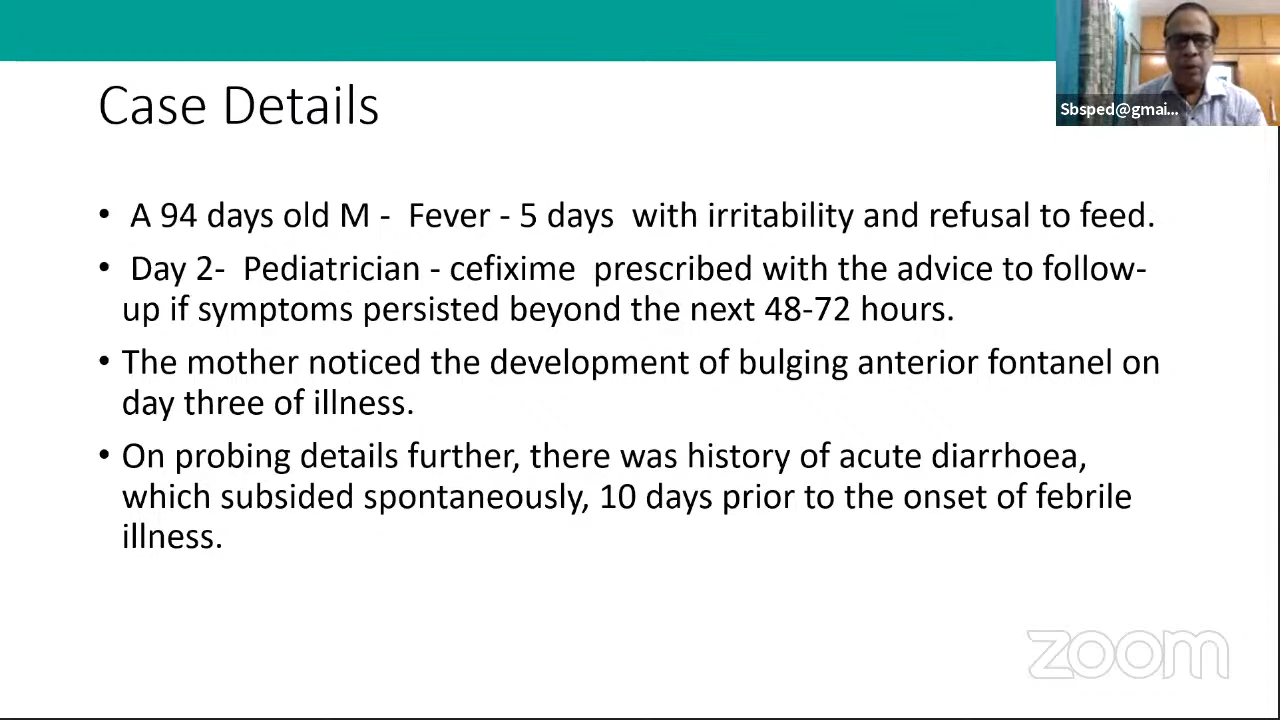 Case Details
Sbsped@gmai...
• A 94 days old M - Fever - 5 days with irritability and refusal to feed.
• Day 2- Pediatrician - cefixime prescribed with the advice to follow-
up if symptoms persisted beyond the next 48-72 hours.
• The mother noticed the development of bulging anterior fontanel on
day three of illness.
• On probing details further, there was history of acute diarrhoea,
which subsided spontaneously, 10 days prior to the onset of febrile
illness.
zoom